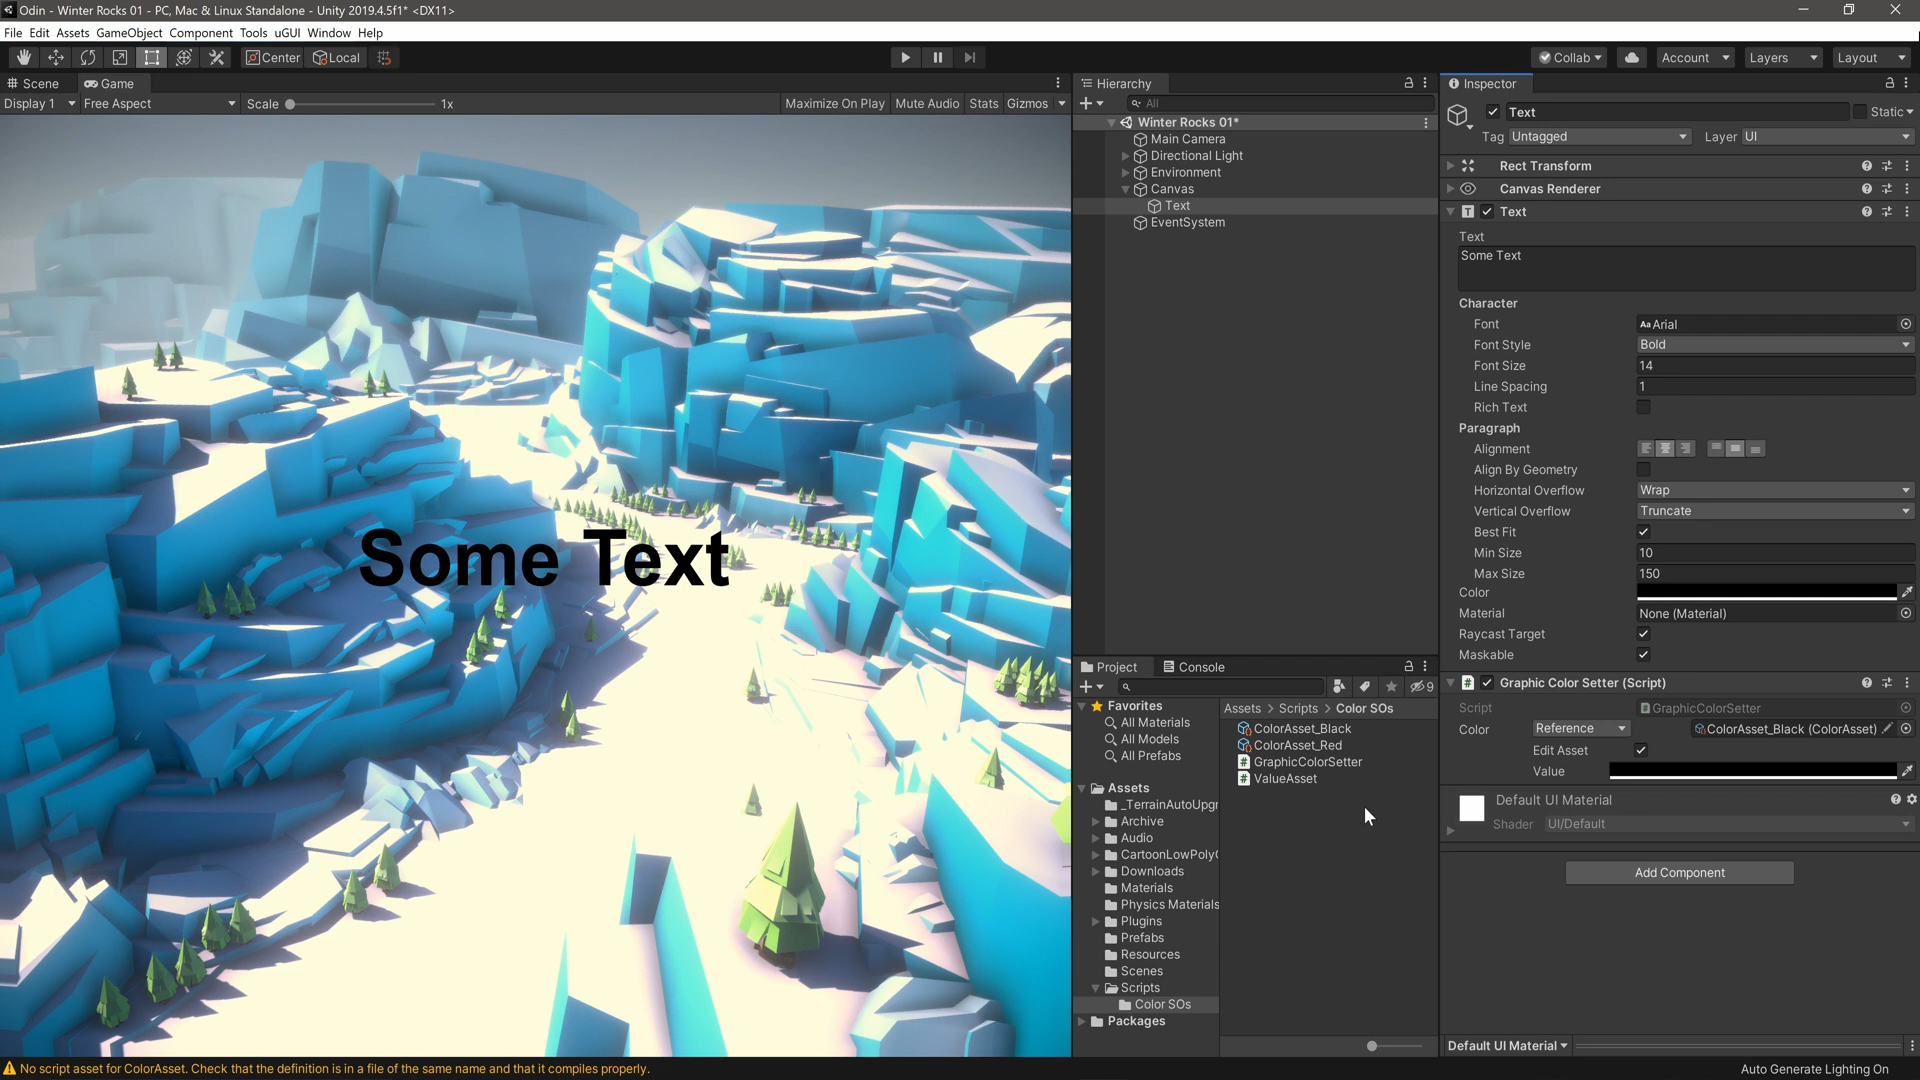 Odin - Winter Rocks 01 - PC, Mac & Linux Standalone - Unity 2019.4.5f1* <DX11>
File Edit Assets GameObject Component Tools uGUI Window Help
Center Local Collab Account Layers Layout
Scene Game
Display 1 Free Aspect Scale 1x Maximize On Play Mute Audio Stats Gizmos
Some Text
Hierarchy
All
Winter Rocks 01*
Main Camera
Directional Light
Environment
Canvas
Text
EventSystem
Project Console
9
Favorites
All Materials
All Models
All Prefabs
Assets
_TerrainAutoUpgr
Archive
Audio
CartoonLowPoly
Downloads
Materials
Physics Materials
Plugins
Prefabs
Resources
Scenes
Scripts
Color SOs
Packages
Assets > Scripts > Color SOs
ColorAsset_Black
ColorAsset_Red
GraphicColorSetter
ValueAsset
Inspector
Text Static
Tag Untagged Layer UI
Rect Transform
Canvas Renderer
Text
Text
Some Text
Character
Font Aa Arial
Font Style Bold
Font Size 14
Line Spacing 1
Rich Text
Paragraph
Alignment
Align By Geometry
Horizontal Overflow Wrap
Vertical Overflow Truncate
Best Fit
Min Size 10
Max Size 150
Color
Material None (Material)
Raycast Target
Maskable
# Graphic Color Setter (Script)
Script GraphicColorSetter
Color Reference ColorAsset_Black (ColorAsset)
Edit Asset
Value
Default UI Material
Shader UI/Default
Add Component
Default UI Material
No script asset for ColorAsset. Check that the definition is in a file of the same name and that it compiles properly.
Auto Generate Lighting On